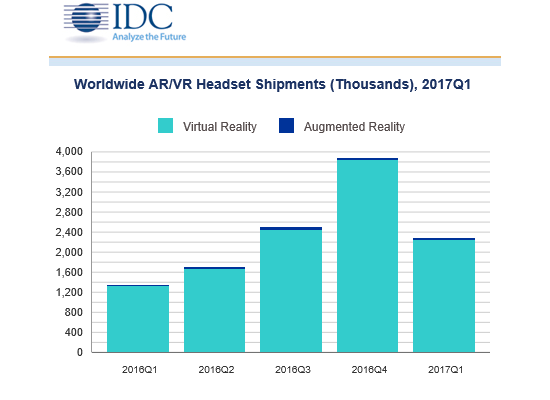 IDC
Analyze the Future
Worldwide AR/VR Headset Shipments (Thousands), 2017Q1
Virtual Reality Augmented Reality
4,000
3,600
3,200
2,800
2,400
2,000
1,600
1,200
800
400
0
2016Q1 2016Q2 2016Q3 2016Q4 2017Q1